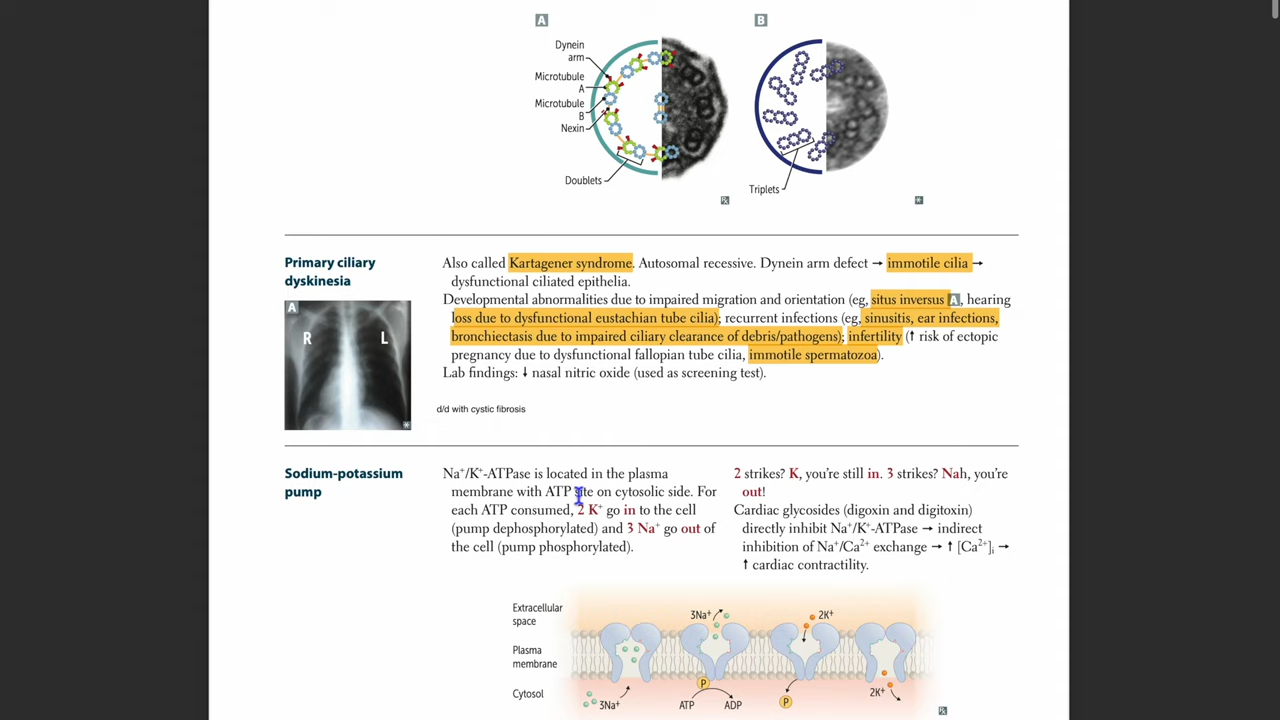 A
B
Dynein
arm
Microtubule
A
Microtubule
B
Nexin
Doublets
Triplets
Primary ciliary
dyskinesia
A
R L
Also called Kartagener syndrome. Autosomal recessive. Dynein arm defect → immotile cilia →
dysfunctional ciliated epithelia.
Developmental abnormalities due to impaired migration and orientation (eg, situs inversus A, hearing
loss due to dysfunctional eustachian tube cilia); recurrent infections (eg, sinusitis, ear infections,
bronchiectasis due to impaired ciliary clearance of debris/pathogens); infertility (↑ risk of ectopic
pregnancy due to dysfunctional fallopian tube cilia, immotile spermatozoa).
Lab findings: ↓ nasal nitric oxide (used as screening test).
d/d with cystic fibrosis
Sodium-potassium
pump
Na⁺/K⁺-ATPase is located in the plasma
membrane with ATP site on cytosolic side. For
each ATP consumed, 2 K⁺ go in to the cell
(pump dephosphorylated) and 3 Na⁺ go out of
the cell (pump phosphorylated).
2 strikes? K, you're still in. 3 strikes? Nah, you're
out!
Cardiac glycosides (digoxin and digitoxin)
directly inhibit Na⁺/K⁺-ATPase → indirect
inhibition of Na⁺/Ca²⁺ exchange → ↑ [Ca²⁺]ᵢ →
↑ cardiac contractility.
Extracellular
space
Plasma
membrane
Cytosol
3Na⁺
3Na⁺
P
ATP ADP
2K⁺
P
2K⁺